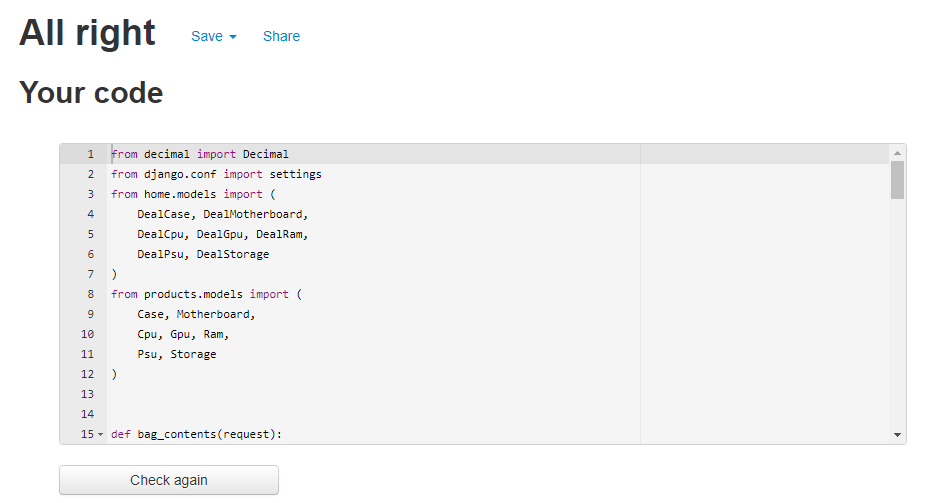 All right Save Share
Your code
1 from decimal import Decimal
2 from django.conf import settings
3 from home.models import (
4     DealCase, DealMotherboard,
5     DealCpu, DealGpu, DealRam,
6     DealPsu, DealStorage
7 )
8 from products.models import (
9     Case, Motherboard,
10     Cpu, Gpu, Ram,
11     Psu, Storage
12 )
13
14
15 def bag_contents(request):
Check again